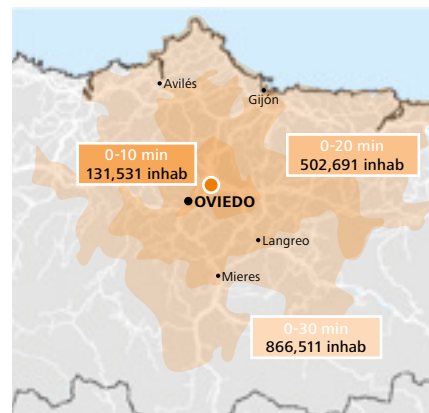 Avilés
Gijón
0-10 min
131,531 inhab
0-20 min
502,691 inhab
OVIEDO
Langreo
Mieres
0-30 min
866,511 inhab